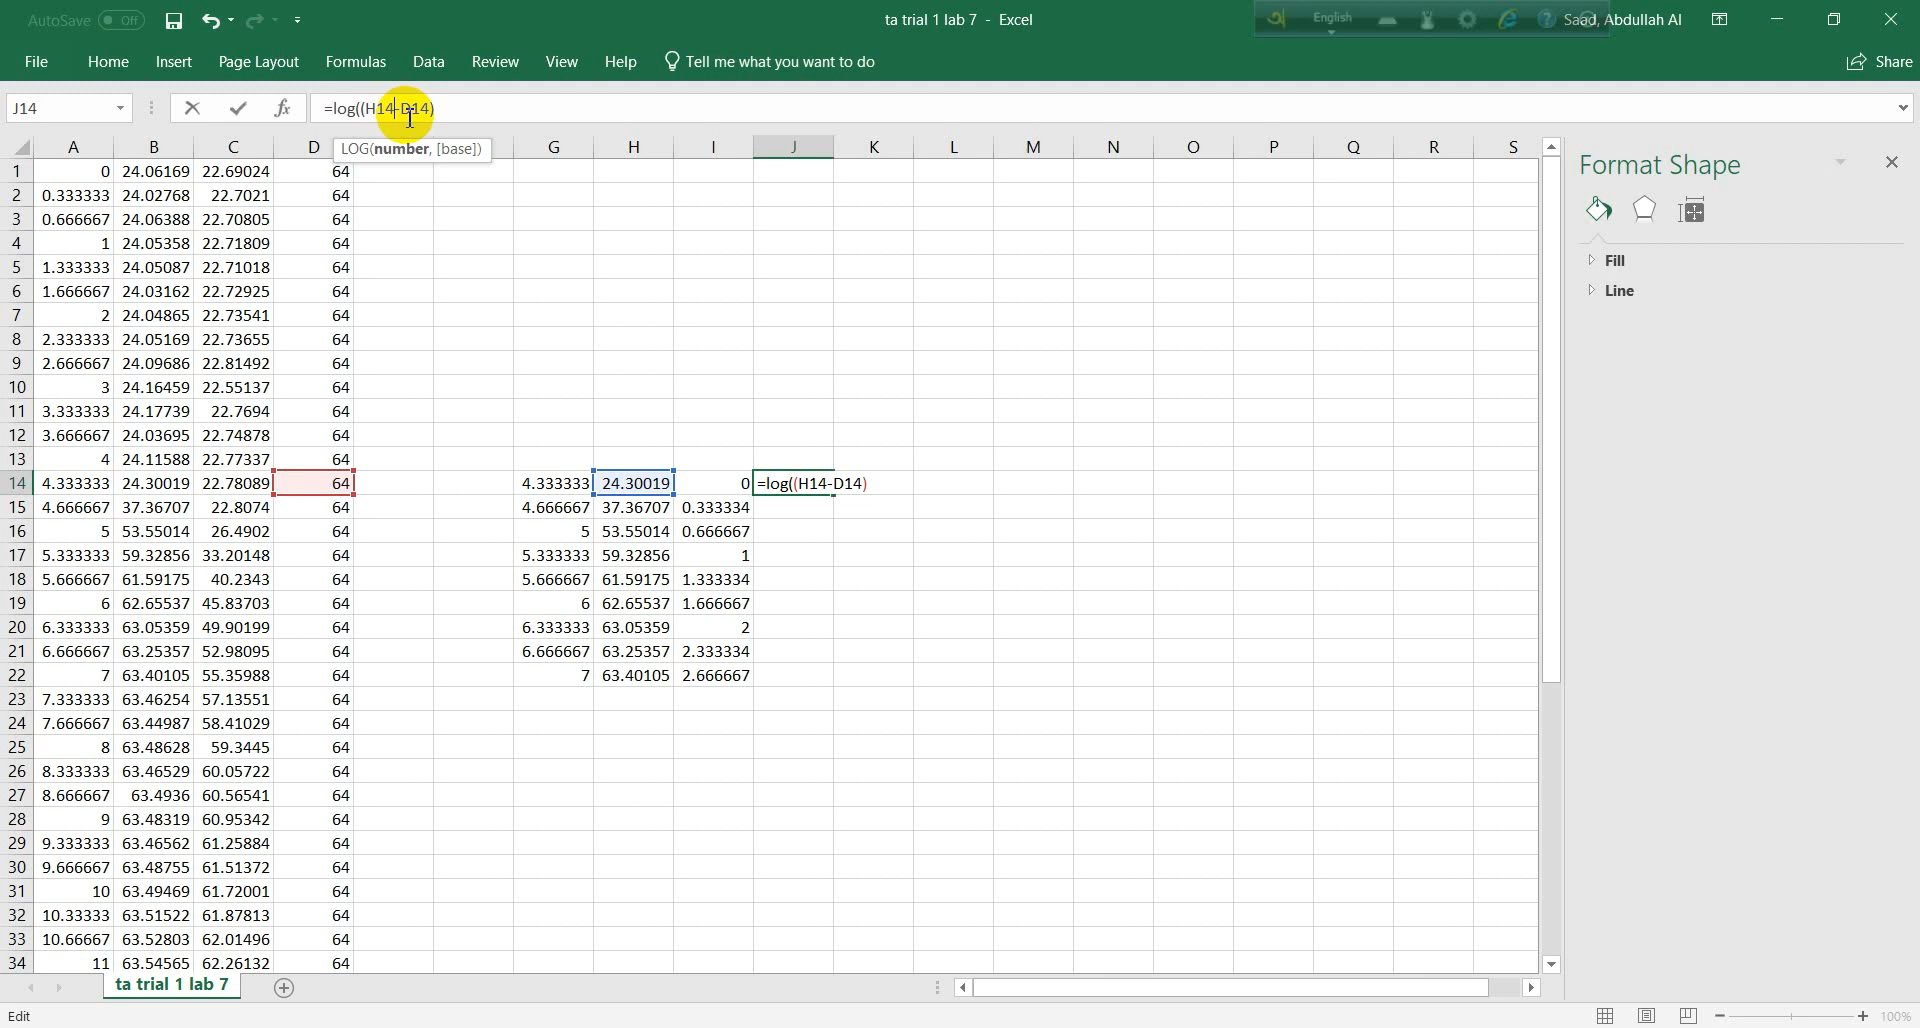 AutoSave Off ta trial 1 lab 7 - Excel English Saad, Abdullah Al
File Home Insert Page Layout Formulas Data Review View Help Tell me what you want to do Share
J14 fx =log((H14-D14)
LOG(number, [base])
A B C D G H I J K L M N O P Q R S
1 0 24.06169 22.69024 64
2 0.333333 24.02768 22.7021 64
3 0.666667 24.06388 22.70805 64
4 1 24.05358 22.71809 64
5 1.333333 24.05087 22.71018 64
6 1.666667 24.03162 22.72925 64
7 2 24.04865 22.73541 64
8 2.333333 24.05169 22.73655 64
9 2.666667 24.09686 22.81492 64
10 3 24.16459 22.55137 64
11 3.333333 24.17739 22.7694 64
12 3.666667 24.03695 22.74878 64
13 4 24.11588 22.77337 64
14 4.333333 24.30019 22.78089 64 4.333333 24.30019 0 =log((H14-D14)
15 4.666667 37.36707 22.8074 64 4.666667 37.36707 0.333334
16 5 53.55014 26.4902 64 5 53.55014 0.666667
17 5.333333 59.32856 33.20148 64 5.333333 59.32856 1
18 5.666667 61.59175 40.2343 64 5.666667 61.59175 1.333334
19 6 62.65537 45.83703 64 6 62.65537 1.666667
20 6.333333 63.05359 49.90199 64 6.333333 63.05359 2
21 6.666667 63.25357 52.98095 64 6.666667 63.25357 2.333334
22 7 63.40105 55.35988 64 7 63.40105 2.666667
23 7.333333 63.46254 57.13551 64
24 7.666667 63.44987 58.41029 64
25 8 63.48628 59.3445 64
26 8.333333 63.46529 60.05722 64
27 8.666667 63.4936 60.56541 64
28 9 63.48319 60.95342 64
29 9.333333 63.46562 61.25884 64
30 9.666667 63.48755 61.51372 64
31 10 63.49469 61.72001 64
32 10.33333 63.51522 61.87813 64
33 10.66667 63.52803 62.01496 64
34 11 63.54565 62.26132 64
Format Shape
Fill
Line
ta trial 1 lab 7
Edit 100%